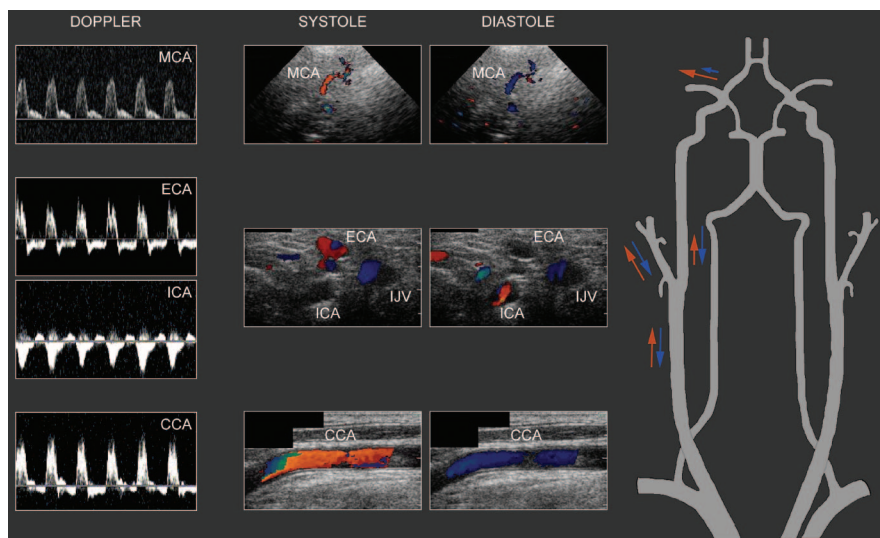 DOPPLER SYSTOLE DIASTOLE
MCA MCA MCA
ECA ECA ECA
IJV IJV
ICA ICA ICA
CCA CCA CCA